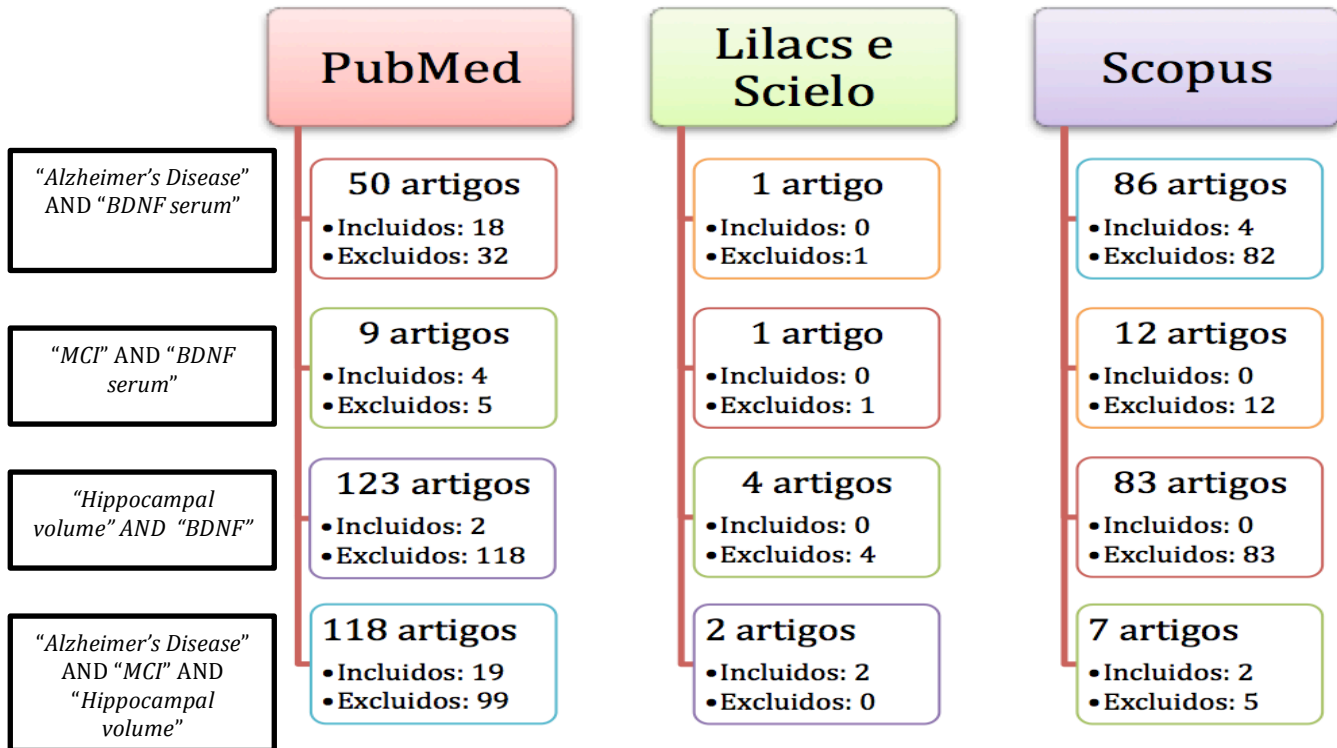 PubMed
Lilacs e
Scielo
Scopus
“Alzheimer’s Disease”
AND “BDNF serum”
50 artigos
•Incluidos: 18
•Excluidos: 32
1 artigo
•Incluidos: 0
•Excluidos:1
86 artigos
•Incluidos: 4
•Excluidos: 82
“MCI” AND “BDNF
serum”
9 artigos
•Incluidos: 4
•Excluidos: 5
1 artigo
•Incluidos: 0
•Excluidos: 1
12 artigos
•Incluidos: 0
•Excluidos: 12
“Hippocampal
volume” AND “BDNF”
123 artigos
•Incluidos: 2
•Excluidos: 118
4 artigos
•Incluidos: 0
•Excluidos: 4
83 artigos
•Incluidos: 0
•Excluidos: 83
“Alzheimer’s Disease”
AND “MCI” AND
“Hippocampal
volume”
118 artigos
•Incluidos: 19
•Excluidos: 99
2 artigos
•Incluidos: 2
•Excluidos: 0
7 artigos
•Incluidos: 2
•Excluidos: 5